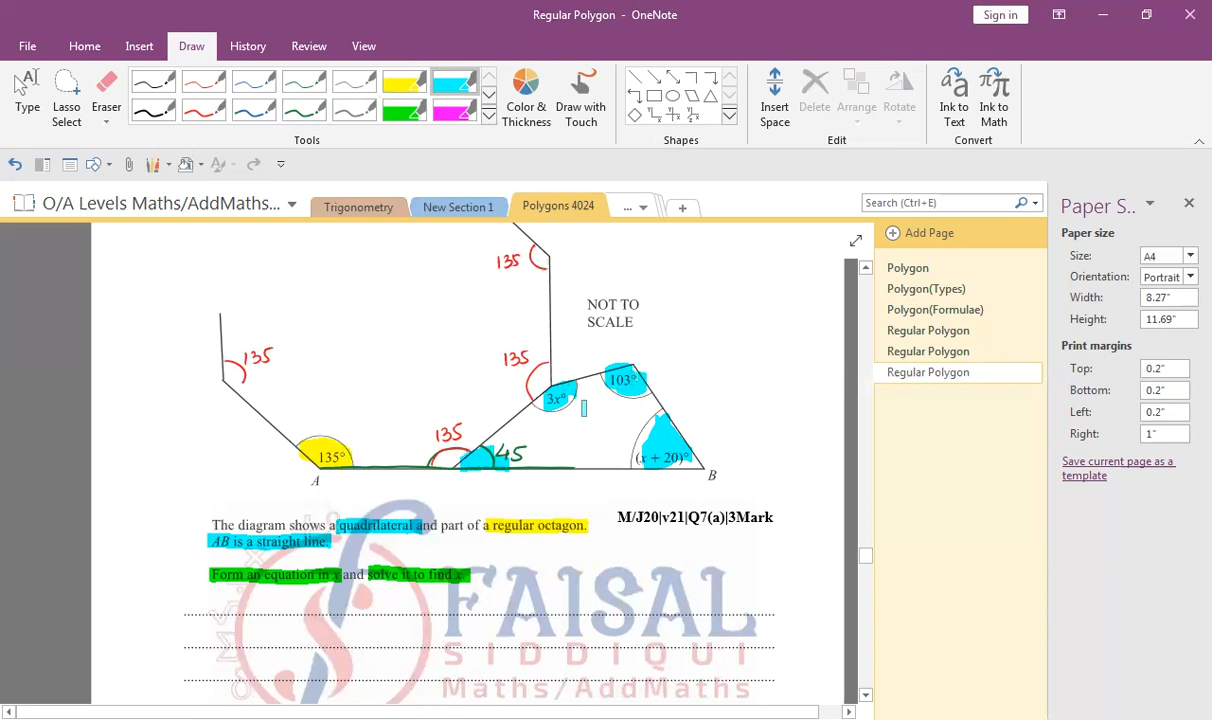 Regular Polygon - OneNote
Sign in
File Home Insert Draw History Review View
Type
Lasso Select
Eraser
Color & Thickness
Draw with Touch
Insert Space
Delete
Arrange
Rotate
Ink to Text
Ink to Math
Tools
Shapes
Edit
Convert
O/A Levels Maths/AddMaths...
Trigonometry
New Section 1
Polygons 4024
...
Search (Ctrl+E)
Add Page
Polygon
Polygon(Types)
Polygon(Formulae)
Regular Polygon
Regular Polygon
Regular Polygon
Paper S..
Paper size
Size: A4
Orientation: Portrait
Width: 8.27"
Height: 11.69"
Print margins
Top: 0.2"
Bottom: 0.2"
Left: 0.2"
Right: 1"
Save current page as a
template
135
NOT TO
SCALE
135
135
103°
3x°
135
45
135°
(x + 20)°
A
B
M/J20|v21|Q7(a)|3Mark
The diagram shows a quadrilateral and part of a regular octagon.
AB is a straight line.
Form an equation in x and solve it to find x.
FAISAL
SIDDIQUI
Maths/AddMaths